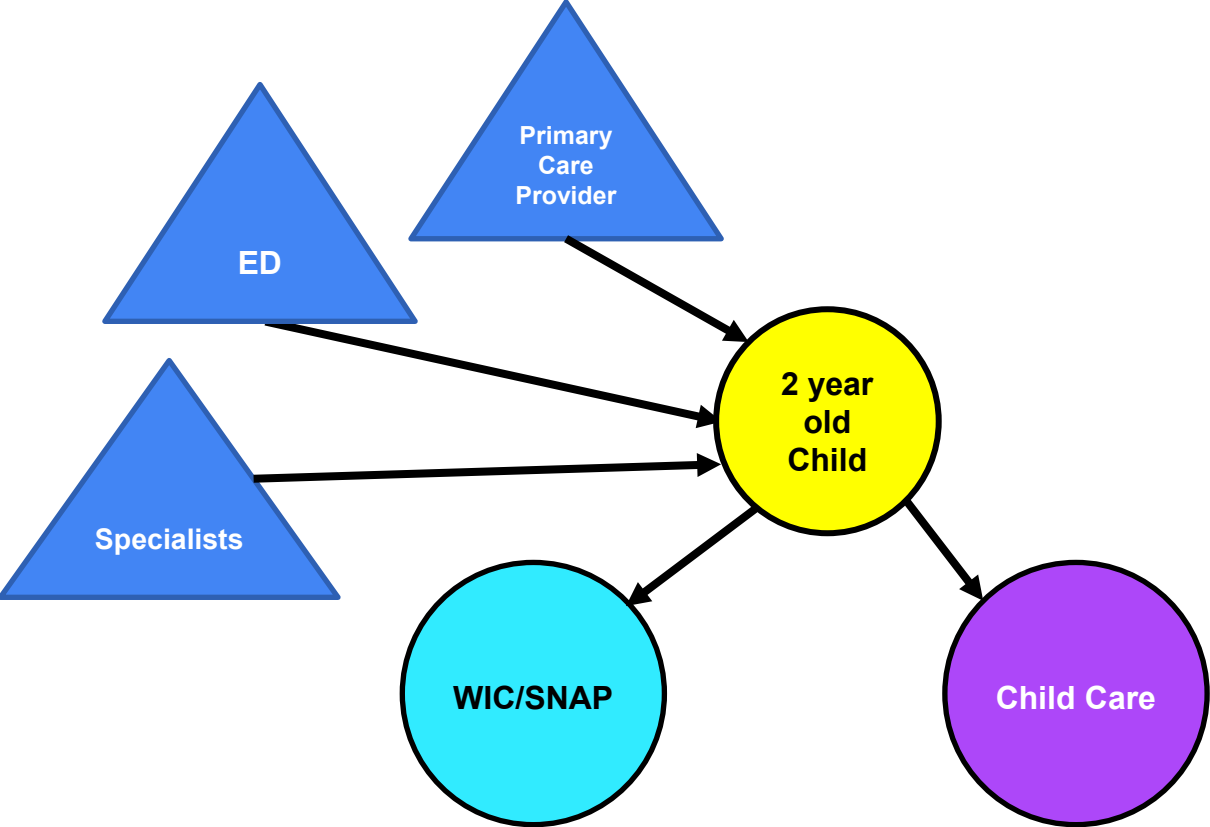 Primary
Care
Provider
ED
2 year
old
Child
Specialists
WIC/SNAP
Child Care